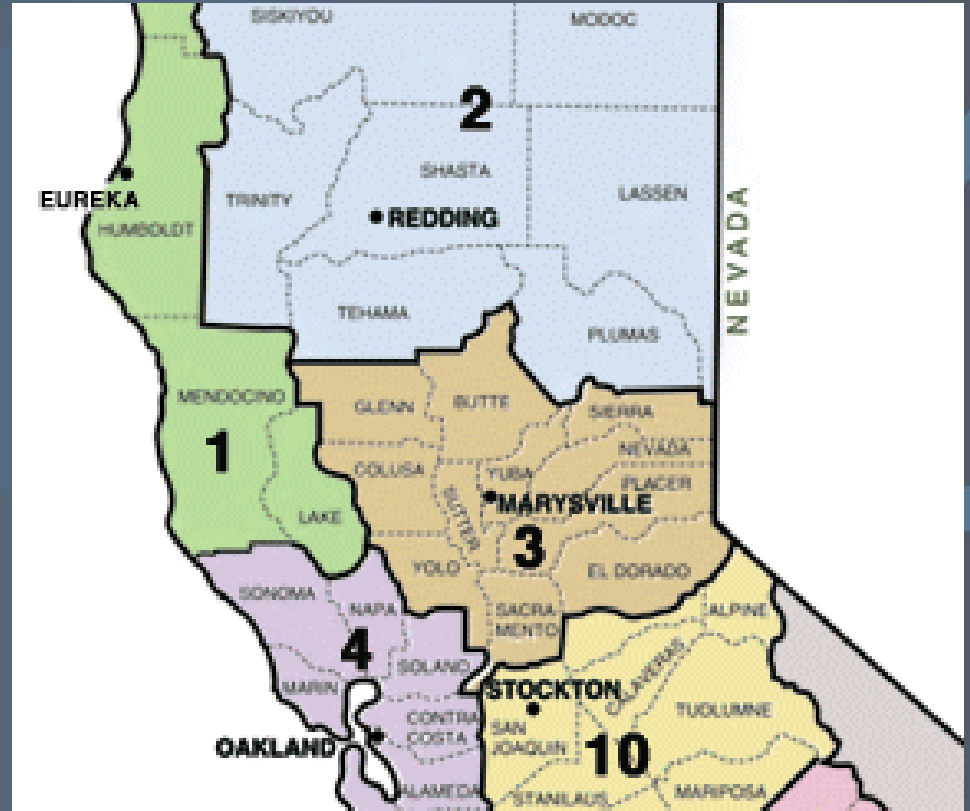 SISKIYOU
MODOC
2
SHASTA
EUREKA
TRINITY
LASSEN
REDDING
HUMBOLDT
NEVADA
TEHAMA
PLUMAS
MENDOCINO
GLENN
BUTTE
SIERRA
1
NEVADA
COLUSA
YUBA
PLACER
MARYSVILLE
SUTTER
LAKE
3
YOLO
EL DORADO
SONOMA
NAPA
SACRA
MENTO
ALPINE
4
SOLANO
CALAVERAS
MARIN
STOCKTON
TUOLUMNE
CONTRA
COSTA
SAN
JOAQUIN
OAKLAND
10
ALAMEDA
STANILAUS
MARIPOSA